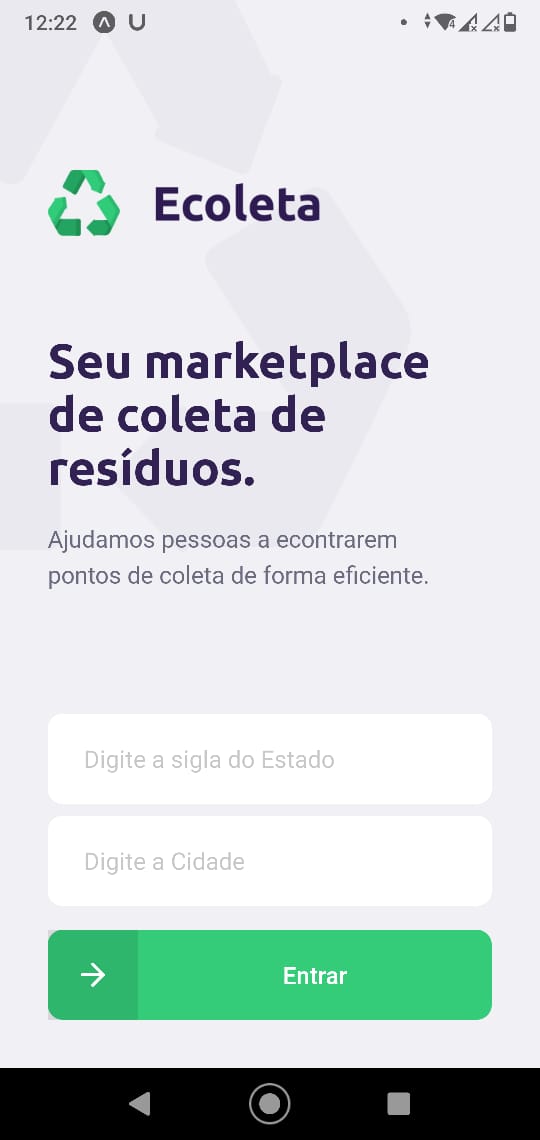 12:22
Ecoleta
Seu marketplace
de coleta de
resíduos.
Ajudamos pessoas a econtrarem
pontos de coleta de forma eficiente.
Digite a sigla do Estado
Digite a Cidade
Entrar